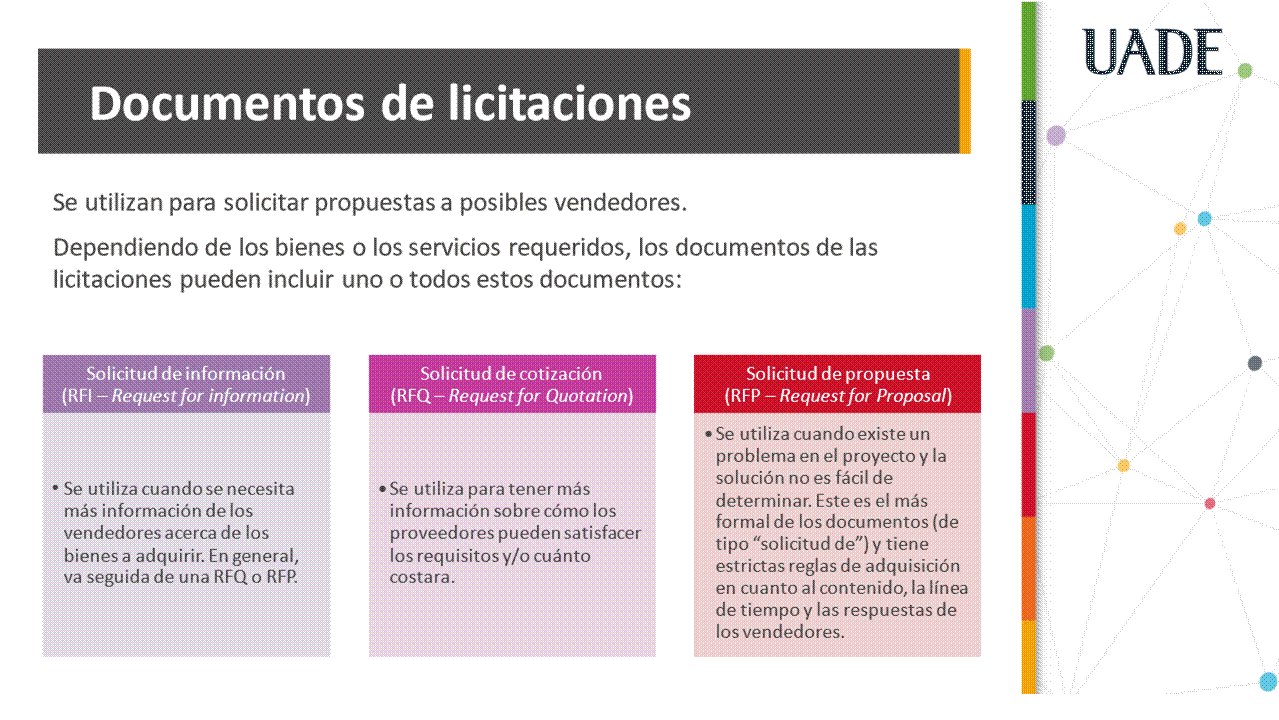 UADE
Documentos de licitaciones
Se utilizan para solicitar propuestas a posibles vendedores.
Dependiendo de los bienes o los servicios requeridos, los documentos de las
licitaciones pueden incluir uno o todos estos documentos:
Solicitud de información
(RFI – Request for information)
• Se utiliza cuando se necesita
más información de los
vendedores acerca de los
bienes a adquirir. En general,
va seguida de una RFQ o RFP.
Solicitud de cotización
(RFQ – Request for Quotation)
• Se utiliza para tener más
información sobre cómo los
proveedores pueden satisfacer
los requisitos y/o cuánto
costara.
Solicitud de propuesta
(RFP – Request for Proposal)
• Se utiliza cuando existe un
problema en el proyecto y la
solución no es fácil de
determinar. Este es el más
formal de los documentos (de
tipo “solicitud de”) y tiene
estrictas reglas de adquisición
en cuanto al contenido, la línea
de tiempo y las respuestas de
los vendedores.